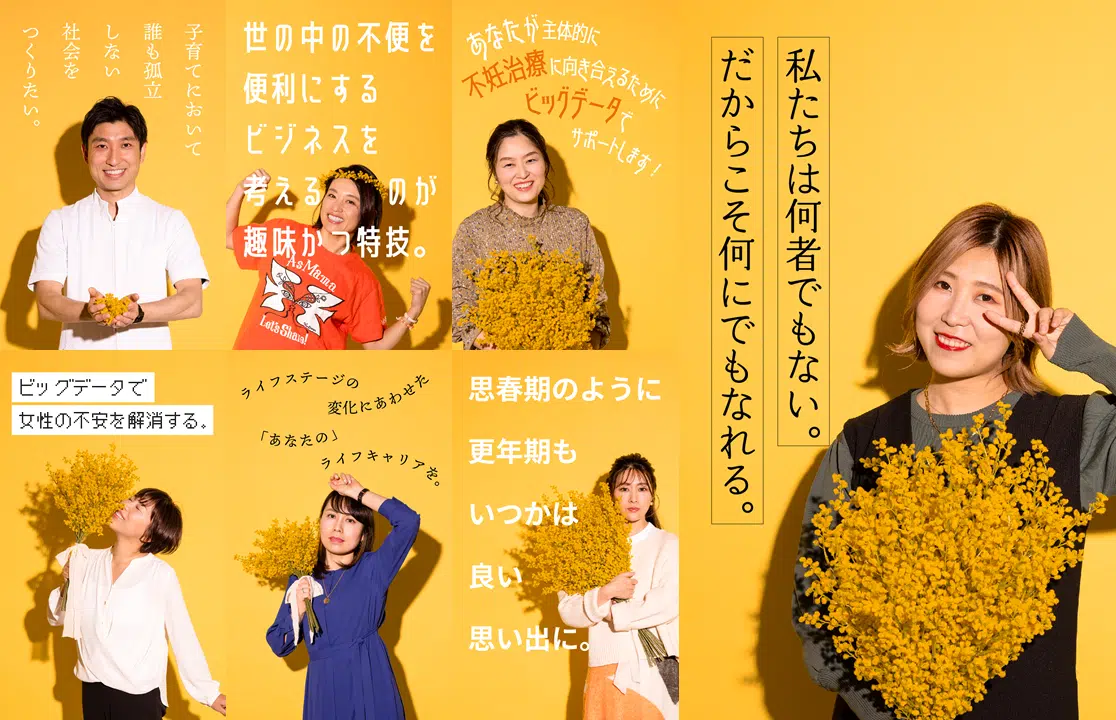 子育てにおいて
誰も孤立
しない
社会を
つくりたい。
世の中の不便を
便利にする
ビジネスを
考えるのが
趣味かつ特技。
As Mama
Let's Share!
あなたが主体的に
不妊治療に向き合えるために
ビッグデータで
サポートします!
私たちは何者でもない。
だからこそ何にでもなれる。
ビッグデータで
女性の不安を解消する。
ライフステージの
変化にあわせた
「あなたの」
ライフキャリアを。
思春期のように
更年期も
いつかは
良い
思い出に。